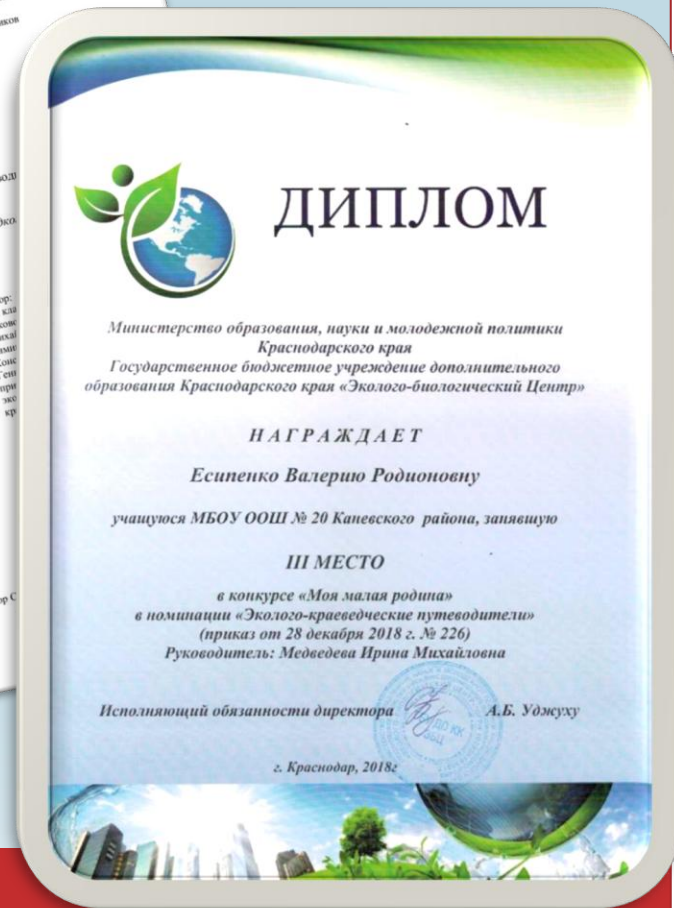 ДИПЛОМ
Министерство образования, науки и молодежной политики
Краснодарского края
Государственное бюджетное учреждение дополнительного
образования Краснодарского края «Эколого-биологический Центр»
НАГРАЖДАЕТ
Есипенко Валерию Родионовну
учащуюся МБОУ ООШ № 20 Каневского района, занявшую
III МЕСТО
в конкурсе «Моя малая родина»
в номинации «Эколого-краеведческие путеводители»
(приказ от 28 декабря 2018 г. № 226)
Руководитель: Медведева Ирина Михайловна
Исполняющий обязанности директора А.Б. Уджуху
г. Краснодар, 2018г